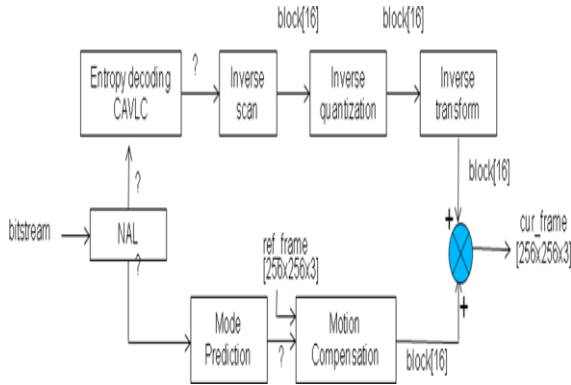 block[16]
block[16]
Entropy decoding
CAVLC
?
Inverse
scan
Inverse
quantization
Inverse
transform
?
block[16]
bitstream
NAL
?
ref_frame
[256x256x3]
+
cur_frame
[256x256x3]
+
Mode
Prediction
?
Motion
Compensation
block[16]